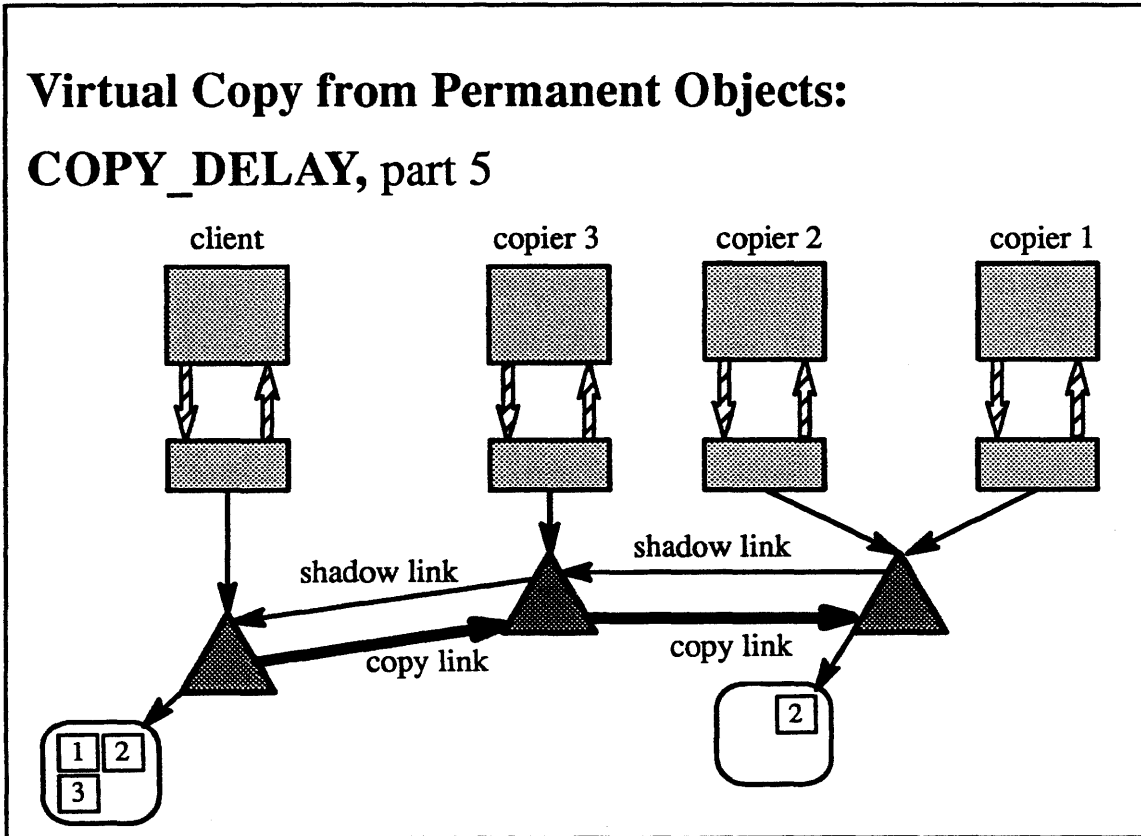 Virtual Copy from Permanent Objects:
COPY_DELAY, part 5
client
copier 3
copier 2
copier 1
shadow link
shadow link
copy link
copy link
2
1 2
3